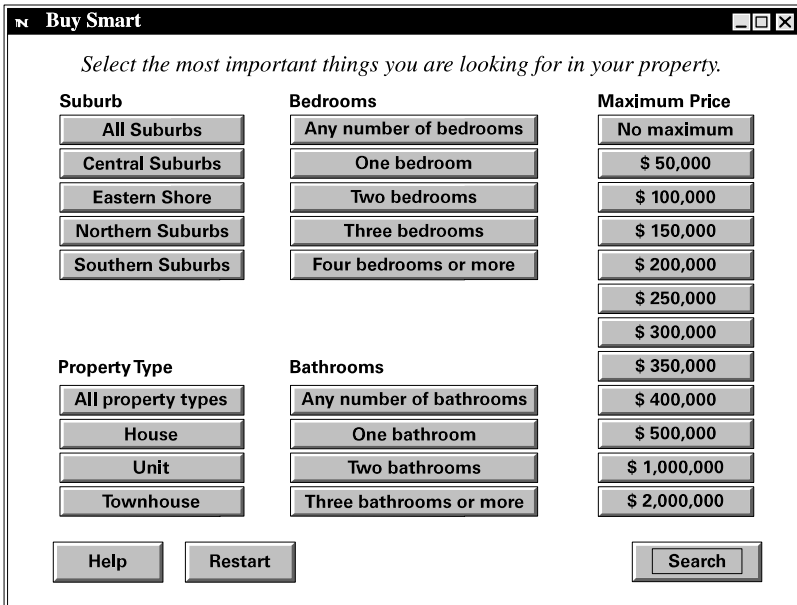 N Buy Smart
Select the most important things you are looking for in your property.
Suburb
All Suburbs
Central Suburbs
Eastern Shore
Northern Suburbs
Southern Suburbs
Bedrooms
Any number of bedrooms
One bedroom
Two bedrooms
Three bedrooms
Four bedrooms or more
Maximum Price
No maximum
$ 50,000
$ 100,000
$ 150,000
$ 200,000
$ 250,000
$ 300,000
$ 350,000
$ 400,000
$ 500,000
$ 1,000,000
$ 2,000,000
Property Type
All property types
House
Unit
Townhouse
Bathrooms
Any number of bathrooms
One bathroom
Two bathrooms
Three bathrooms or more
Help
Restart
Search